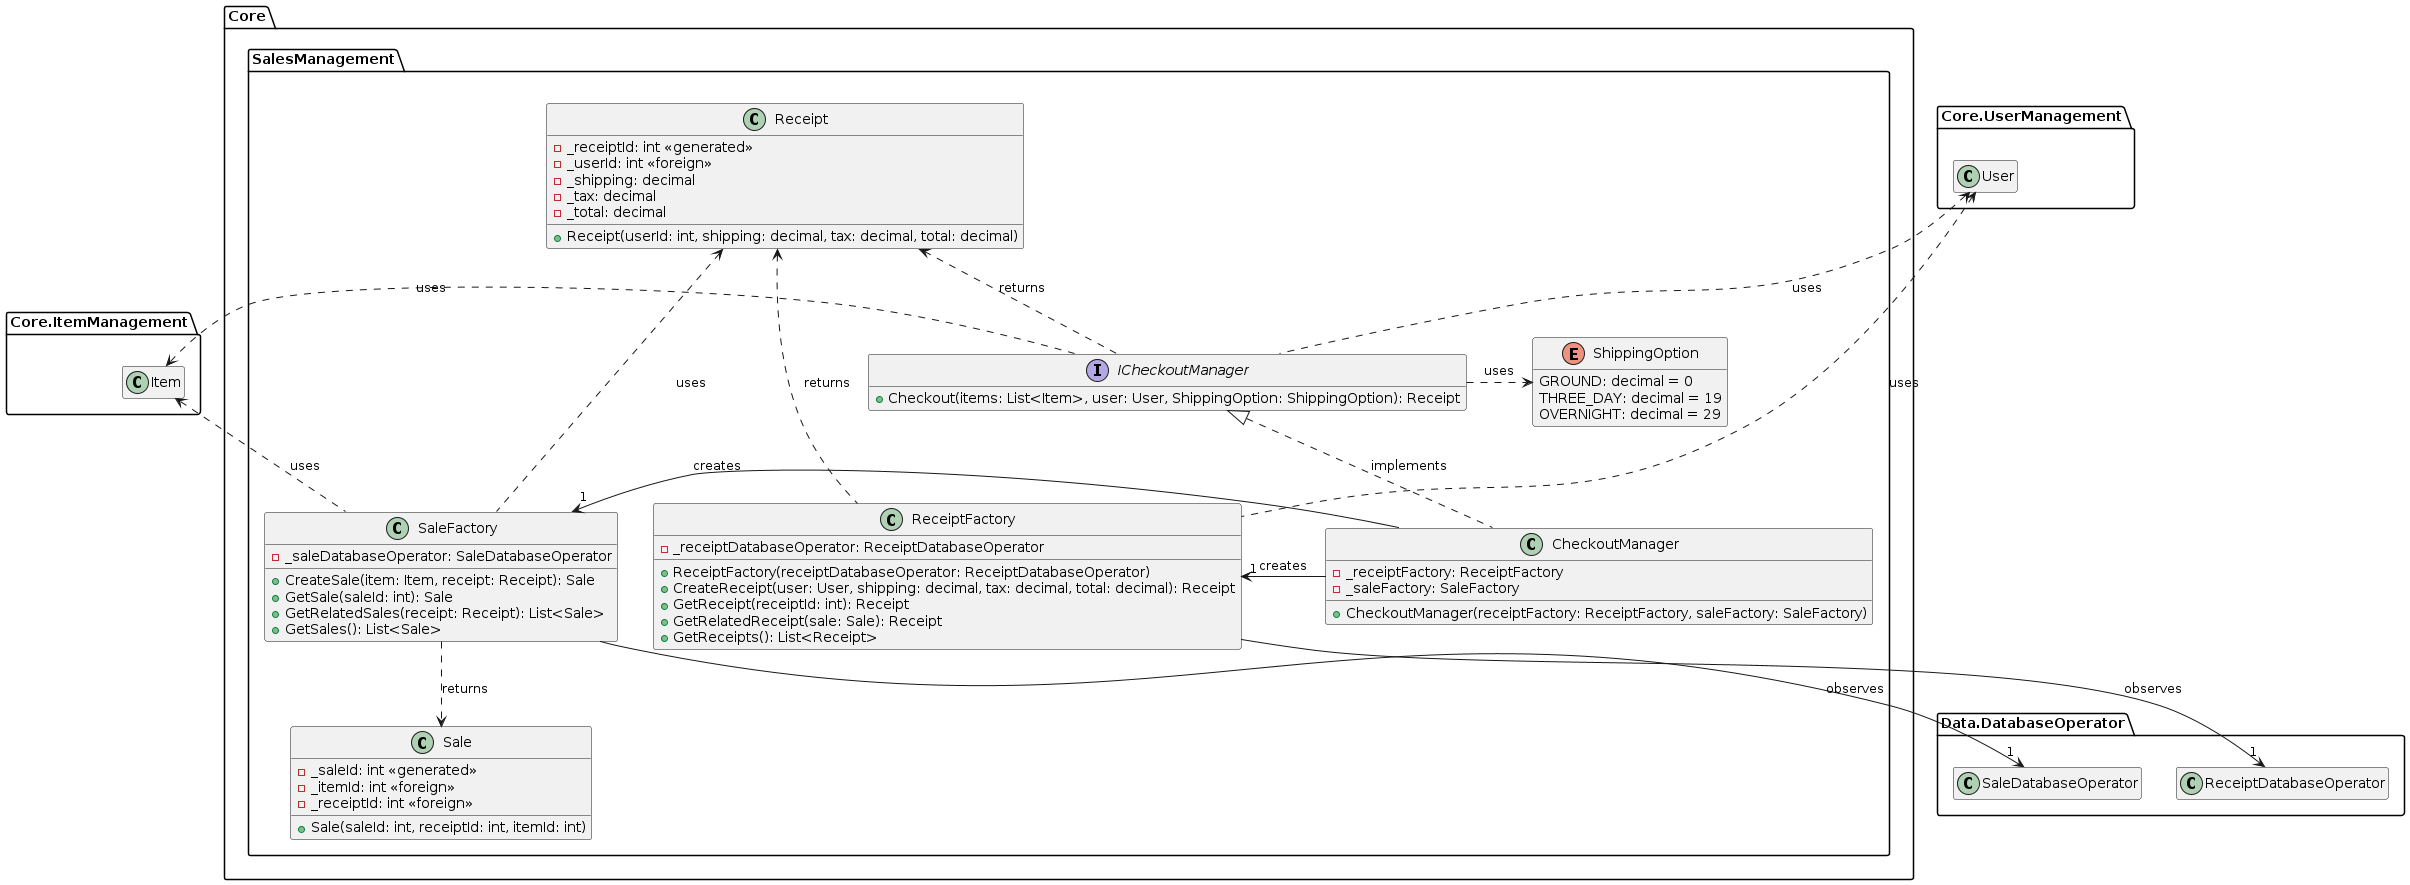 Core
SalesManagement
C Receipt
_receiptId: int «generated»
_userId: int «foreign»
_shipping: decimal
_tax: decimal
_total: decimal
Receipt(userId: int, shipping: decimal, tax: decimal, total: decimal)
Core.UserManagement
C User
uses
returns
uses
Core.ItemManagement
C Item
uses
returns
I ICheckoutManager
Checkout(items: List<Item>, user: User, ShippingOption: ShippingOption): Receipt
uses
E ShippingOption
GROUND: decimal = 0
THREE_DAY: decimal = 19
OVERNIGHT: decimal = 29
uses
uses
creates
implements
1
C SaleFactory
_saleDatabaseOperator: SaleDatabaseOperator
CreateSale(item: Item, receipt: Receipt): Sale
GetSale(saleId: int): Sale
GetRelatedSales(receipt: Receipt): List<Sale>
GetSales(): List<Sale>
C ReceiptFactory
_receiptDatabaseOperator: ReceiptDatabaseOperator
ReceiptFactory(receiptDatabaseOperator: ReceiptDatabaseOperator)
CreateReceipt(user: User, shipping: decimal, tax: decimal, total: decimal): Receipt
GetReceipt(receiptId: int): Receipt
GetRelatedReceipt(sale: Sale): Receipt
GetReceipts(): List<Receipt>
1 creates
C CheckoutManager
_receiptFactory: ReceiptFactory
_saleFactory: SaleFactory
CheckoutManager(receiptFactory: ReceiptFactory, saleFactory: SaleFactory)
returns
observes
observes
C Sale
_saleId: int «generated»
_itemId: int «foreign»
_receiptId: int «foreign»
Sale(saleId: int, receiptId: int, itemId: int)
Data.DatabaseOperator
1
1
C SaleDatabaseOperator
C ReceiptDatabaseOperator